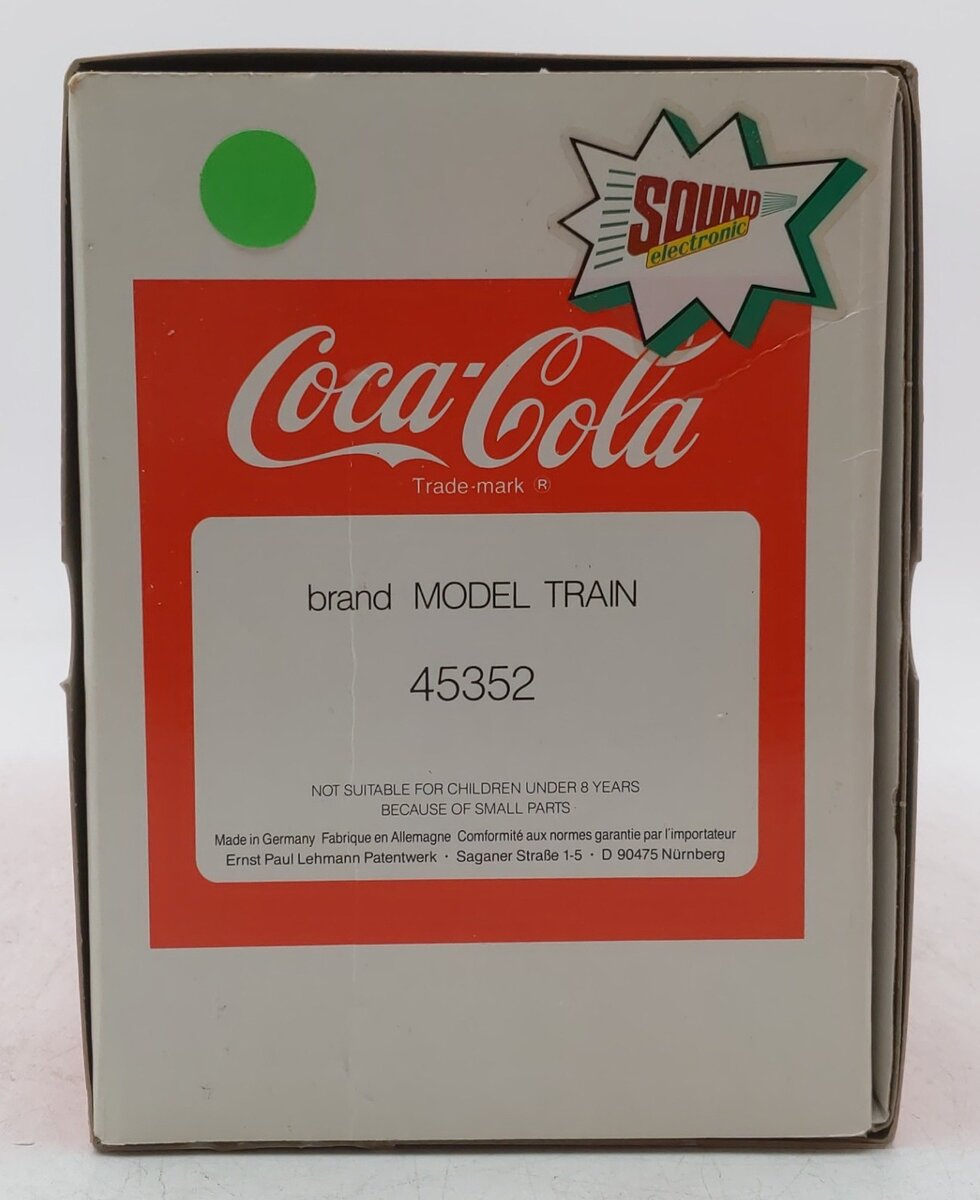 SOUND
electronic
Coca-Cola
Trade-mark ®
brand MODEL TRAIN
45352
NOT SUITABLE FOR CHILDREN UNDER 8 YEARS
BECAUSE OF SMALL PARTS
Made in Germany Fabrique en Allemagne Comformité aux normes garantie par l'importateur
Ernst Paul Lehmann Patentwerk · Saganer Straße 1-5 · D 90475 Nürnberg